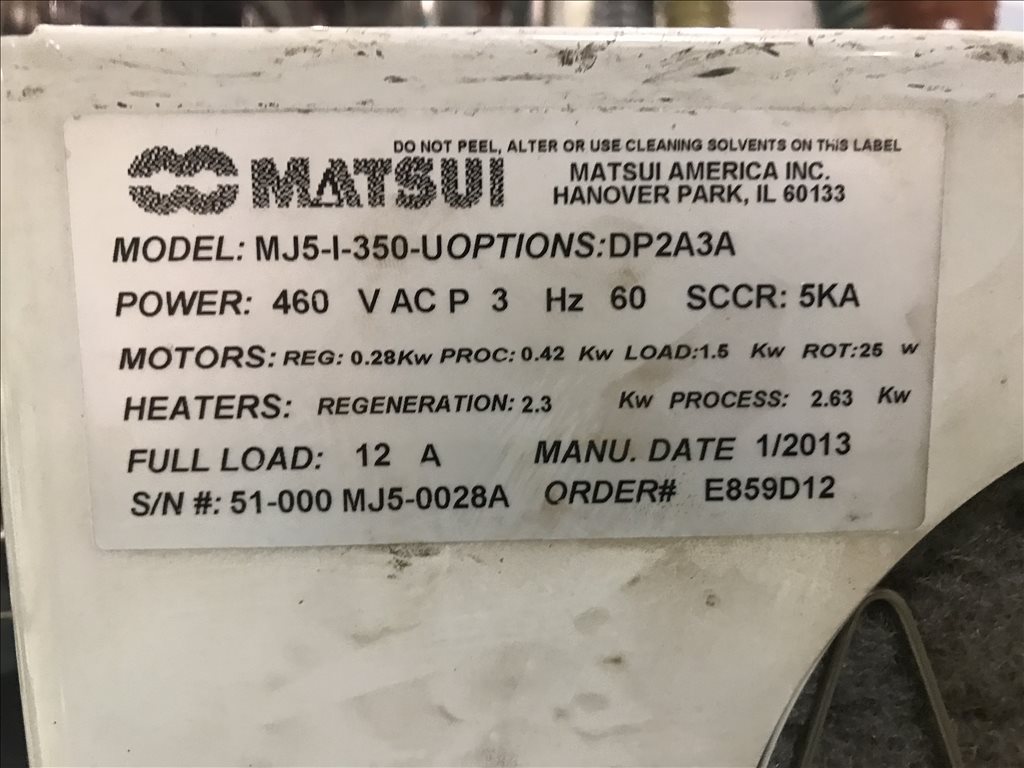 DO NOT PEEL, ALTER OR USE CLEANING SOLVENTS ON THIS LABEL
MATSUI
MATSUI AMERICA INC.
HANOVER PARK, IL 60133
MODEL: MJ5-I-350-UOPTIONS:DP2A3A
POWER: 460 V AC P 3 Hz 60 SCCR: 5KA
MOTORS: REG: 0.28Kw PROC: 0.42 Kw LOAD:1.5 Kw ROT:25 W
HEATERS: REGENERATION: 2.3 Kw PROCESS: 2.63 Kw
FULL LOAD: 12 A MANU. DATE 1/2013
S/N #: 51-000 MJ5-0028A ORDER# E859D12